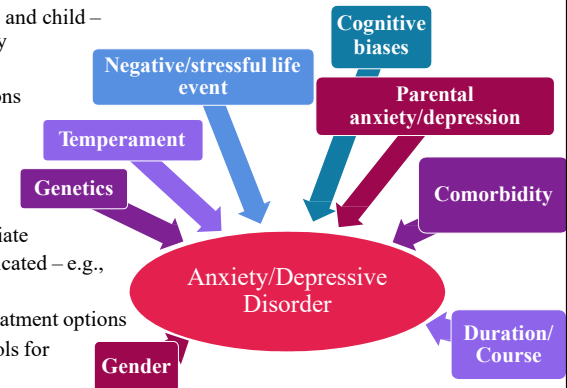 and child –
y
ons
iate
cated – e.g.,
atment options
ols for
Cognitive
biases
Negative/stressful life
event
Parental
anxiety/depression
Temperament
Genetics
Comorbidity
Anxiety/Depressive
Disorder
Duration/
Course
Gender